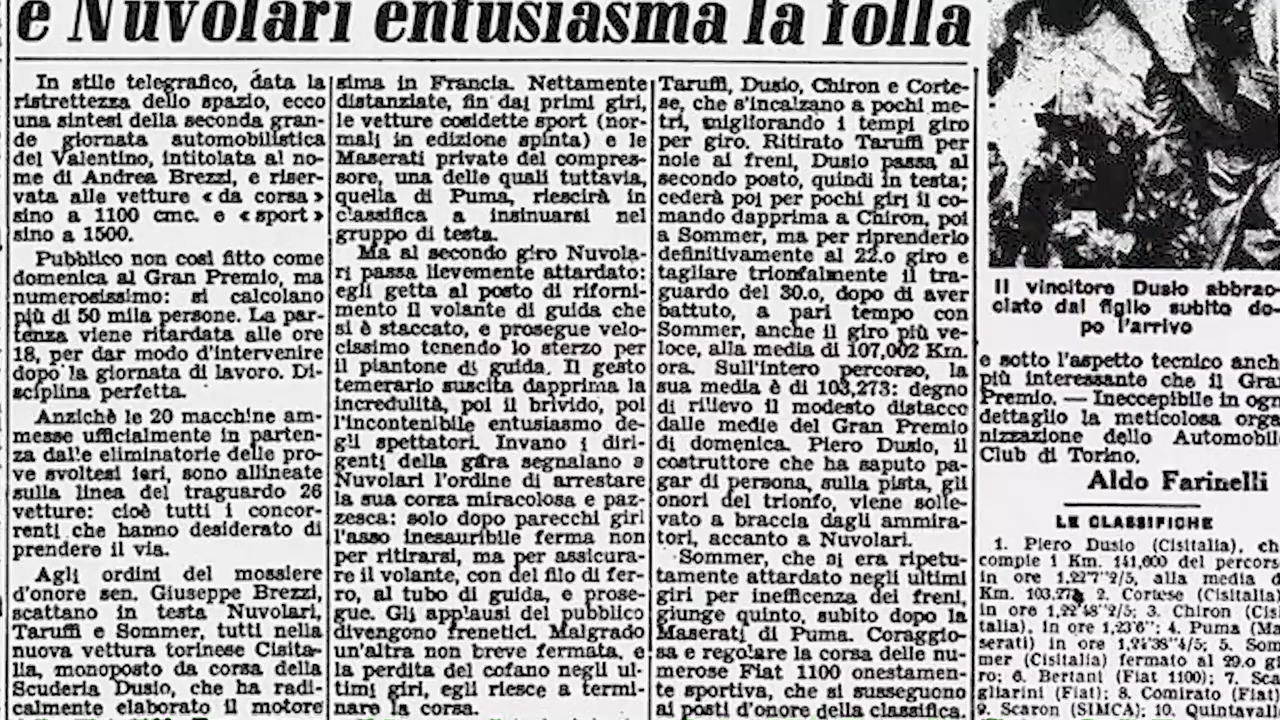 e Nuvolari entusiasma la folla
In stile telegrafico, data la
ristrettezza dello spazio, ecco
una sintesi della seconda gran-
de giornata automobilistica
del Valentino, intitolata al no-
me di Andrea Brezzi, e riser-
vata alle vetture « da corsa »
sino a 1100 cmc. e « sport »
sino a 1500.
Pubblico non così fitto come
domenica al Gran Premio, ma
numerosissimo: si calcolano
più di 50 mila persone. La par-
tenza viene ritardata alle ore
18, per dar modo d'intervenire
dopo la giornata di lavoro. Di-
sciplina perfetta.
Anzichè le 20 macchine am-
messe ufficialmente in parten-
za dalle eliminatorie delle pro-
ve svoltesi ieri, sono allineate
sulla linea del traguardo 26
vetture: cioè tutti i concor-
renti che hanno desiderato di
prendere il via.
Agli ordini del mossiere
d'onore sen. Giuseppe Brezzi,
scattano in testa Nuvolari,
Taruffi e Sommer, tutti nella
nuova vettura torinese Cisita-
lia, monoposto da corsa della
Scuderia Dusio, che ha radi-
calmente elaborato il motore
sima in Francia. Nettamente
distanziate, fin dai primi giri,
le vetture cosidette sport (nor-
mali in edizione spinta) e le
Maserati private del compres-
sore, una delle quali tuttavia,
quella di Puma, riescirà in
classifica a insinuarsi nel
gruppo di testa.
Ma al secondo giro Nuvola-
ri passa lievemente attardato:
egli getta al posto di riforni-
mento il volante di guida che
si è staccato, e prosegue velo-
cissimo tenendo lo sterzo per
il piantone di guida. Il gesto
temerario suscita dapprima la
incredulità, poi il brivido, poi
l'incontenibile entusiasmo de-
gli spettatori. Invano i diri-
genti della gara segnalano a
Nuvolari l'ordine di arrestare
la sua corsa miracolosa e paz-
zesca: solo dopo parecchi giri
l'asso inesauribile ferma non
per ritirarsi, ma per assicura-
re il volante, con del filo di fer-
ro, al tubo di guida, e prose-
gue. Gli applausi del pubblico
divengono frenetici. Malgrado
un'altra non breve fermata, e
la perdita del cofano negli ul-
timi giri, egli riesce a termi-
nare la corsa.
Taruffi, Dusio, Chiron e Corte-
se, che s'incalzano a pochi me-
tri, migliorando i tempi giro
per giro. Ritirato Taruffi per
noie ai freni, Dusio passa al
secondo posto, quindi in testa;
cederà poi per pochi giri il co-
mando dapprima a Chiron, poi
a Sommer, ma per riprenderlo
definitivamente al 22.o giro e
tagliare trionfalmente il tra-
guardo del 30.o, dopo di aver
battuto, a pari tempo con
Sommer, anche il giro più ve-
loce, alla media di 107,002 Km.
ora. Sull'intero percorso, la
sua media è di 103,273: degno
di rilievo il modesto distacco
dalle medie del Gran Premio
di domenica. Piero Dusio, il
costruttore che ha saputo pa-
gar di persona, sulla pista, gli
onori del trionfo, viene solle-
vato a braccia dagli ammira-
tori, accanto a Nuvolari.
Sommer, che si era ripetu-
tamente attardato negli ultimi
giri per inefficenza dei freni,
giunge quinto, subito dopo la
Maserati di Puma. Coraggio-
sa e regolare la corsa delle nu-
merose Fiat 1100 onestamen-
te sportiva, che si susseguono
ai posti d'onore della classifica.
Il vincitore Dusio abbrac-
ciato dal figlio subito do-
po l'arrivo
e sotto l'aspetto tecnico anch
più interessante che il Gran
Premio. — Ineccepibile in ogn
dettaglio la meticolosa orga
nizzazione dello Automobil
Club di Torino.
Aldo Farinelli
LE CLASSIFICHE
1. Piero Dusio (Cisitalia), ch
comple 1 Km. 141,600 del percors
in ore 1,22'7"2/5, alla media d
Km. 103,273; 2. Cortese (Cisitalia)
in ore 1,22'48"2/5; 3. Chiron (Cis
talia), in ore 1,23'6"; 4. Puma (Ma
serati) in ore 1,24'38"4/5; 5. Som
mer (Cisitalia) fermato al 29.o gi
ro; 6. Bertani (Fiat 1100); 7. Sca
gliarini (Fiat); 8. Comirato (Fiat)
9. Scaron (SIMCA); 10. Quintavall